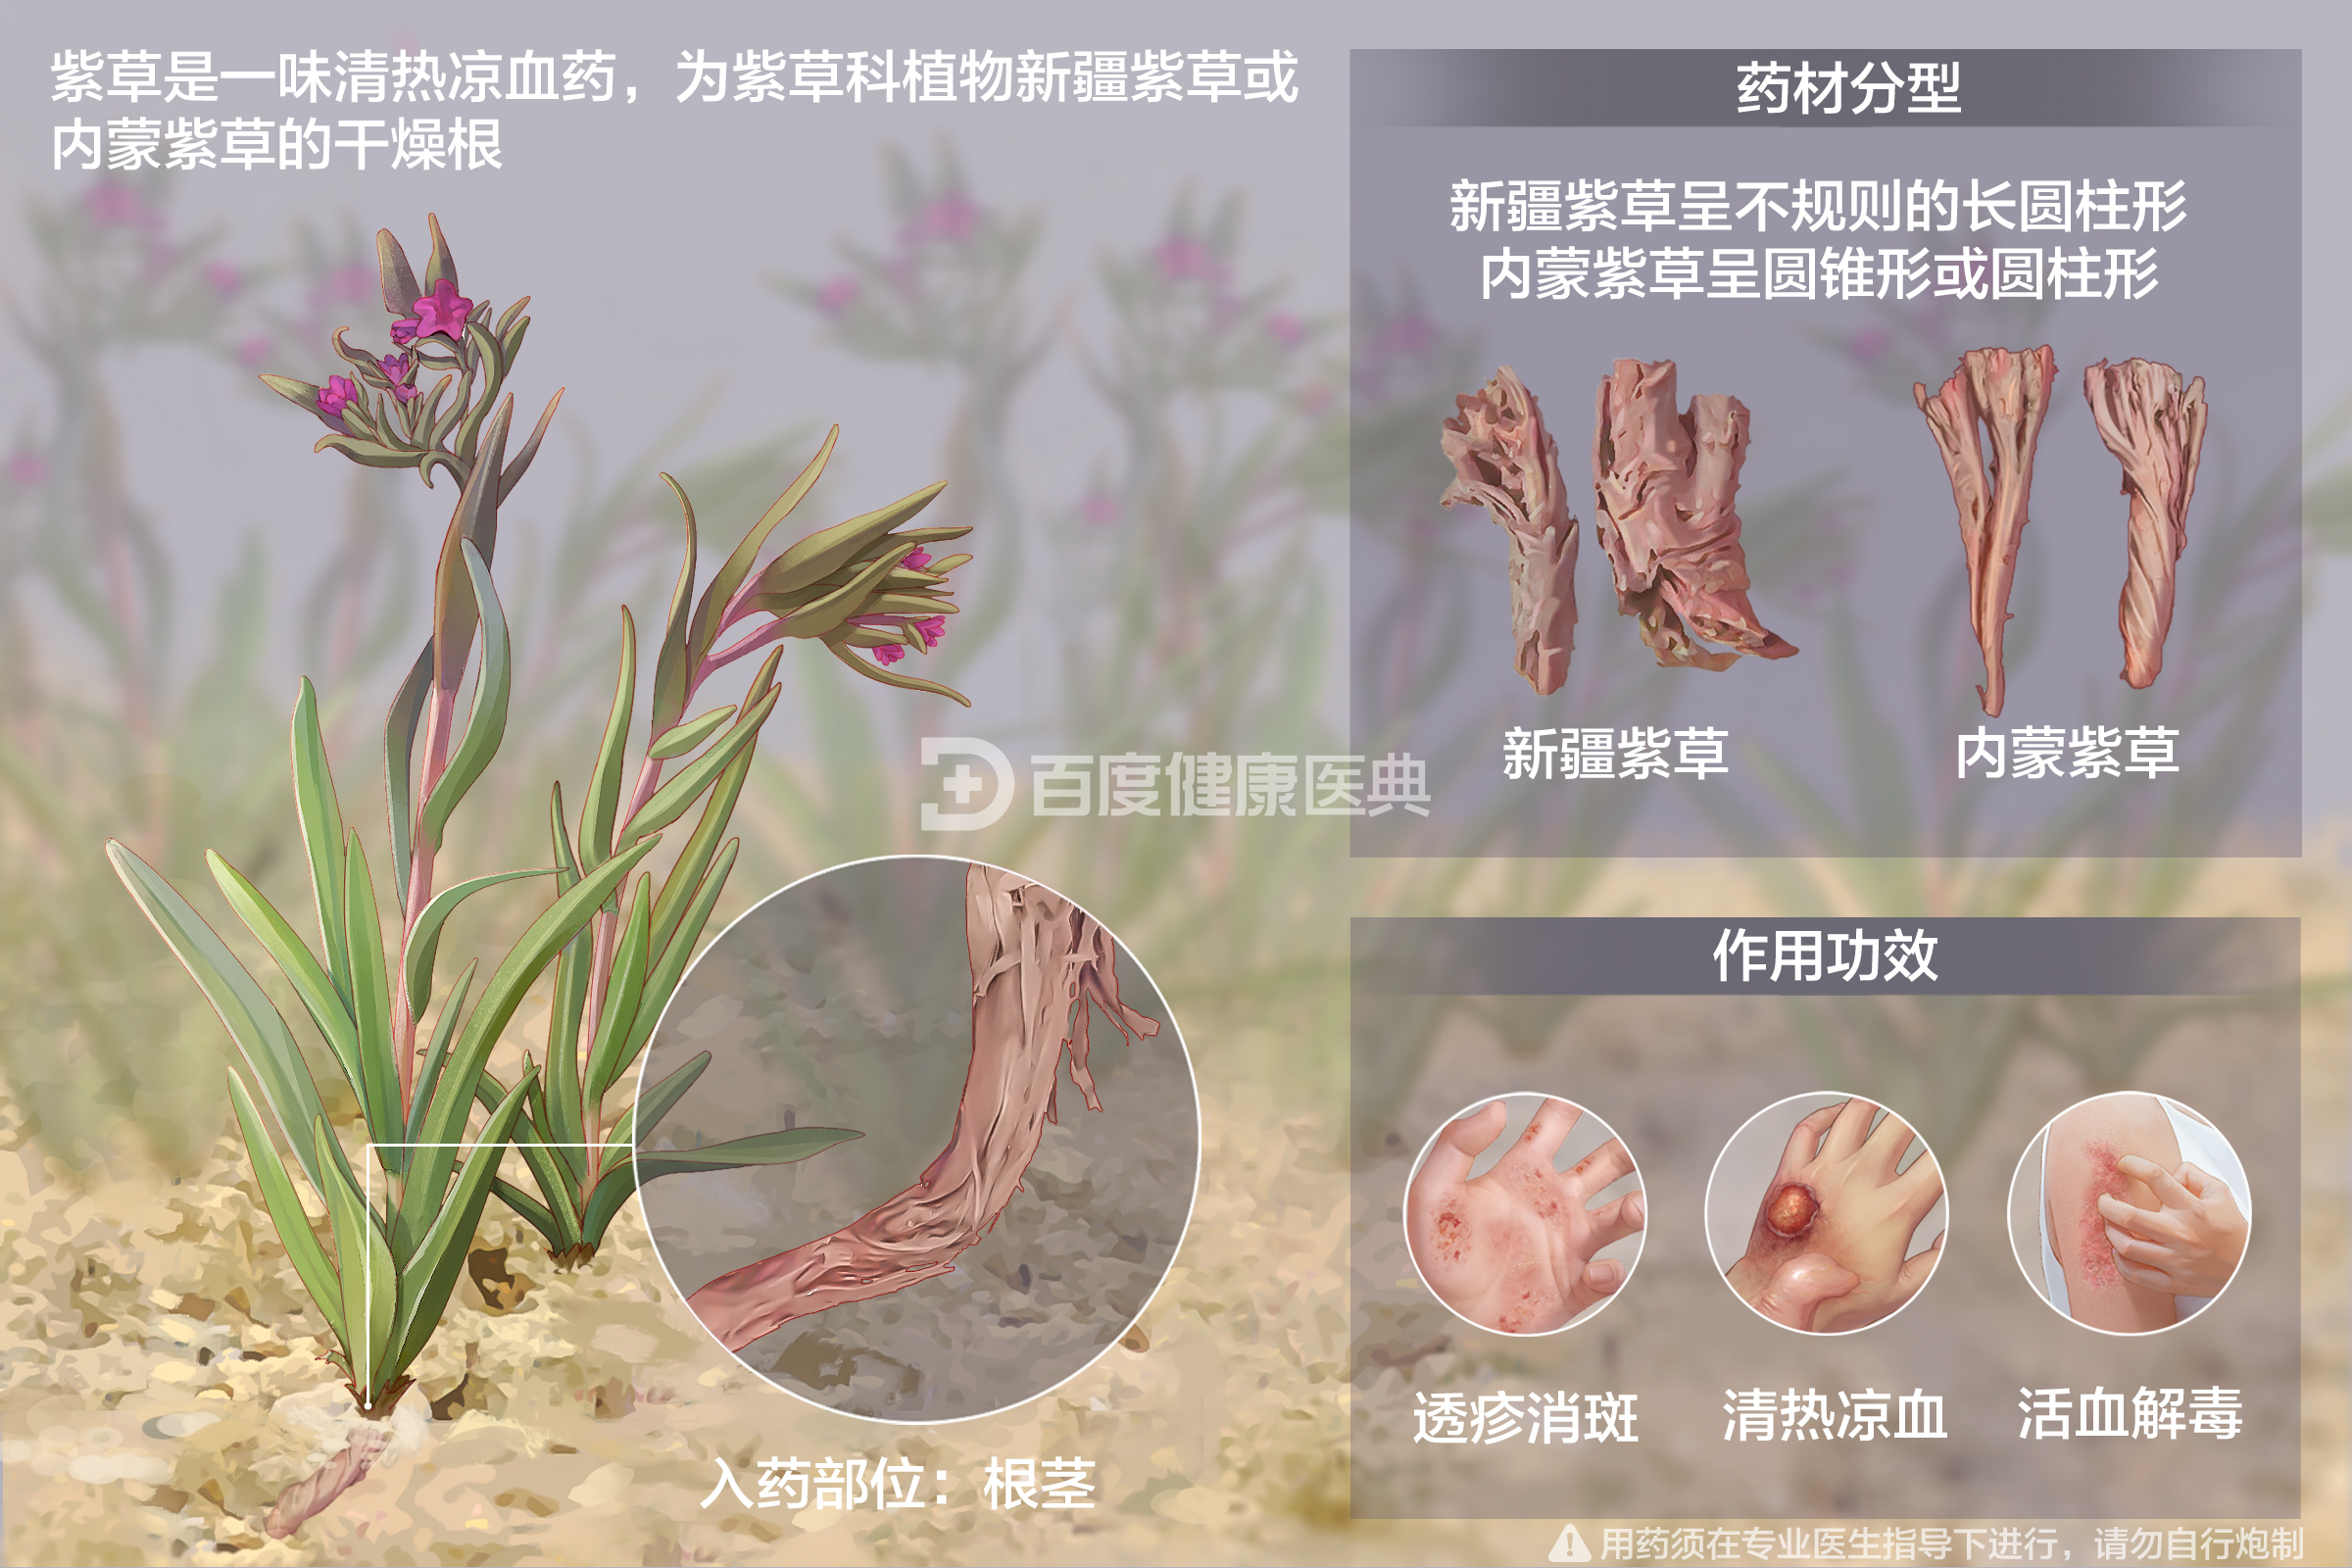 紫草是一味清热凉血药，为紫草科植物新疆紫草或
内蒙紫草的干燥根
药材分型
新疆紫草呈不规则的长圆柱形
内蒙紫草呈圆锥形或圆柱形
新疆紫草
内蒙紫草
百度健康医典
作用功效
透疹消斑
清热凉血
活血解毒
入药部位：根茎
用药须在专业医生指导下进行，请勿自行炮制